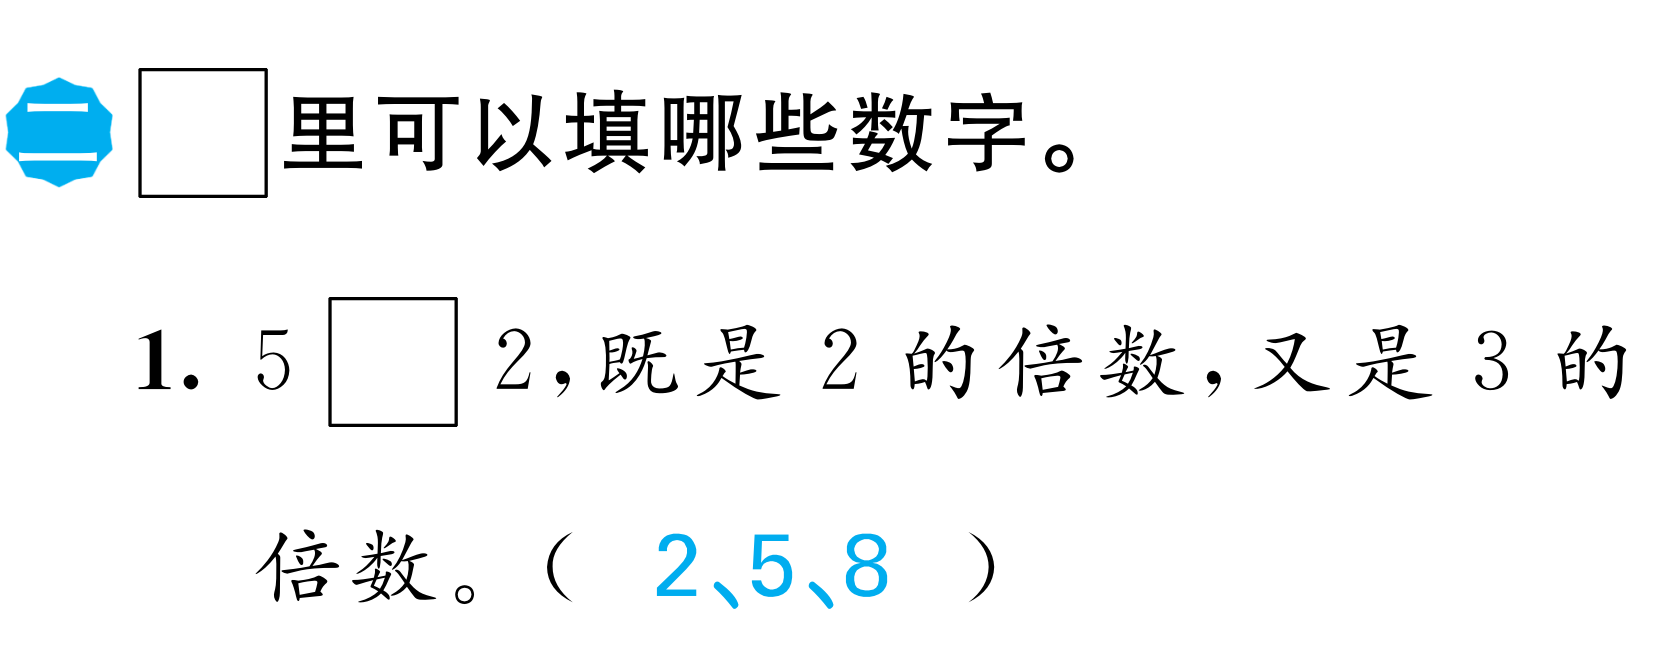 二 □里可以填哪些数字。
1. 5 □ 2,既是 2 的倍数,又是 3 的
倍数。( 2、5、8 )